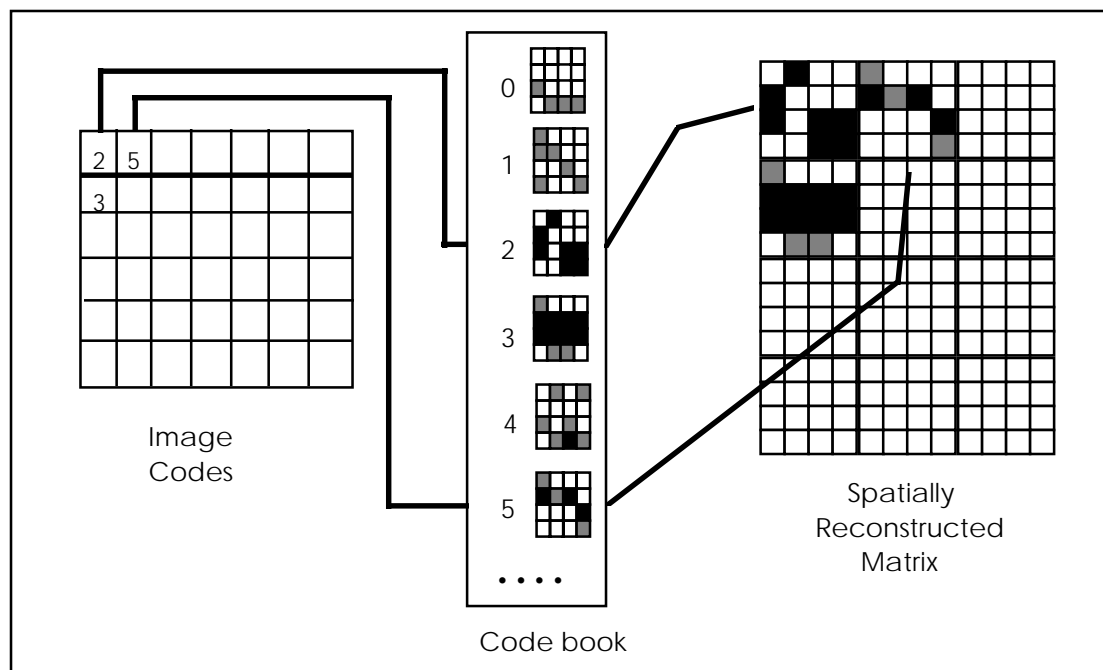 2 5
3
Image
Codes
0
1
2
3
4
5
. . . .
Code book
Spatially
Reconstructed
Matrix